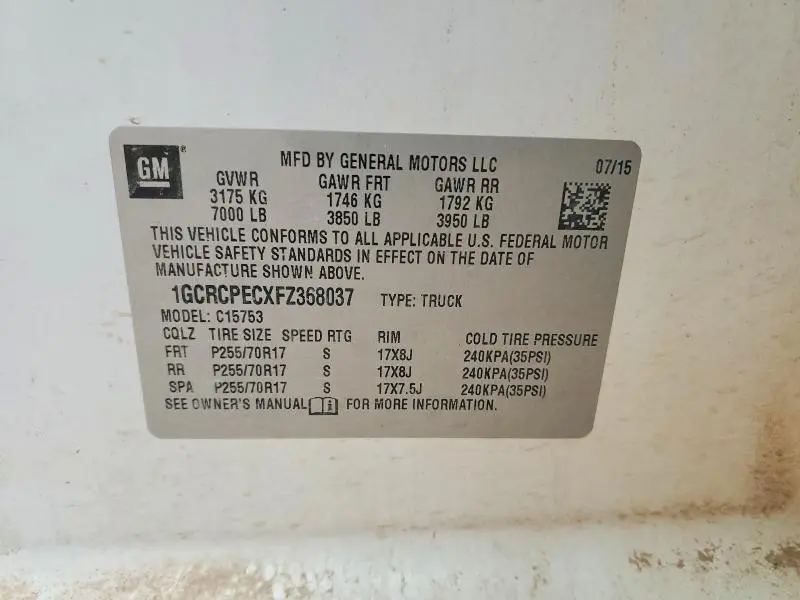 GM®
MFD BY GENERAL MOTORS LLC 07/15
GVWR GAWR FRT GAWR RR
3175 KG 1746 KG 1792 KG
7000 LB 3850 LB 3950 LB
THIS VEHICLE CONFORMS TO ALL APPLICABLE U.S. FEDERAL MOTOR
VEHICLE SAFETY STANDARDS IN EFFECT ON THE DATE OF
MANUFACTURE SHOWN ABOVE.
1GCRCPECXFZ368037 TYPE: TRUCK
MODEL: C15753
CQLZ TIRE SIZE SPEED RTG RIM COLD TIRE PRESSURE
FRT P255/70R17 S 17X8J 240KPA(35PSI)
RR P255/70R17 S 17X8J 240KPA(35PSI)
SPA P255/70R17 S 17X7.5J 240KPA(35PSI)
SEE OWNER'S MANUAL i FOR MORE INFORMATION.